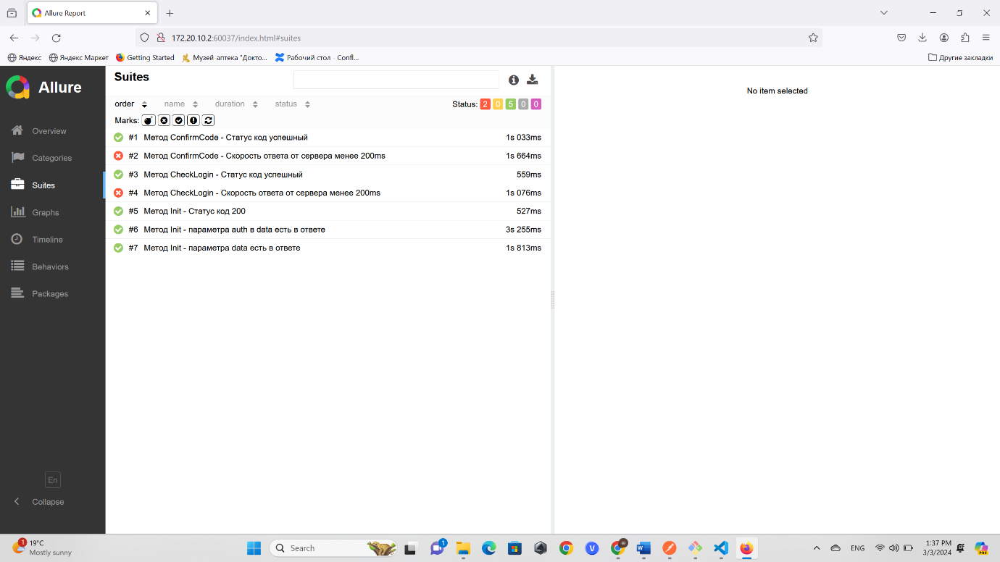 Allure Report
172.20.10.2:60037/index.html#suites
Яндекс Яндекс Маркет Getting Started Музей-аптека "Докто... Рабочий стол - Confl... Другие закладки
Allure
Overview
Categories
Suites
Graphs
Timeline
Behaviors
Packages
En
Collapse
Suites
order name duration status Status: 2 0 5 0 0
Marks:
#1 Метод ConfirmCode - Статус код успешный 1s 033ms
#2 Метод ConfirmCode - Скорость ответа от сервера менее 200ms 1s 664ms
#3 Метод CheckLogin - Статус код успешный 559ms
#4 Метод CheckLogin - Скорость ответа от сервера менее 200ms 1s 076ms
#5 Метод Init - Статус код 200 527ms
#6 Метод Init - параметра auth в data есть в ответе 3s 255ms
#7 Метод Init - параметра data есть в ответе 1s 813ms
No item selected
1 19°C
Mostly sunny
Search
1
ENG
1:37 PM
3/3/2024
PRE